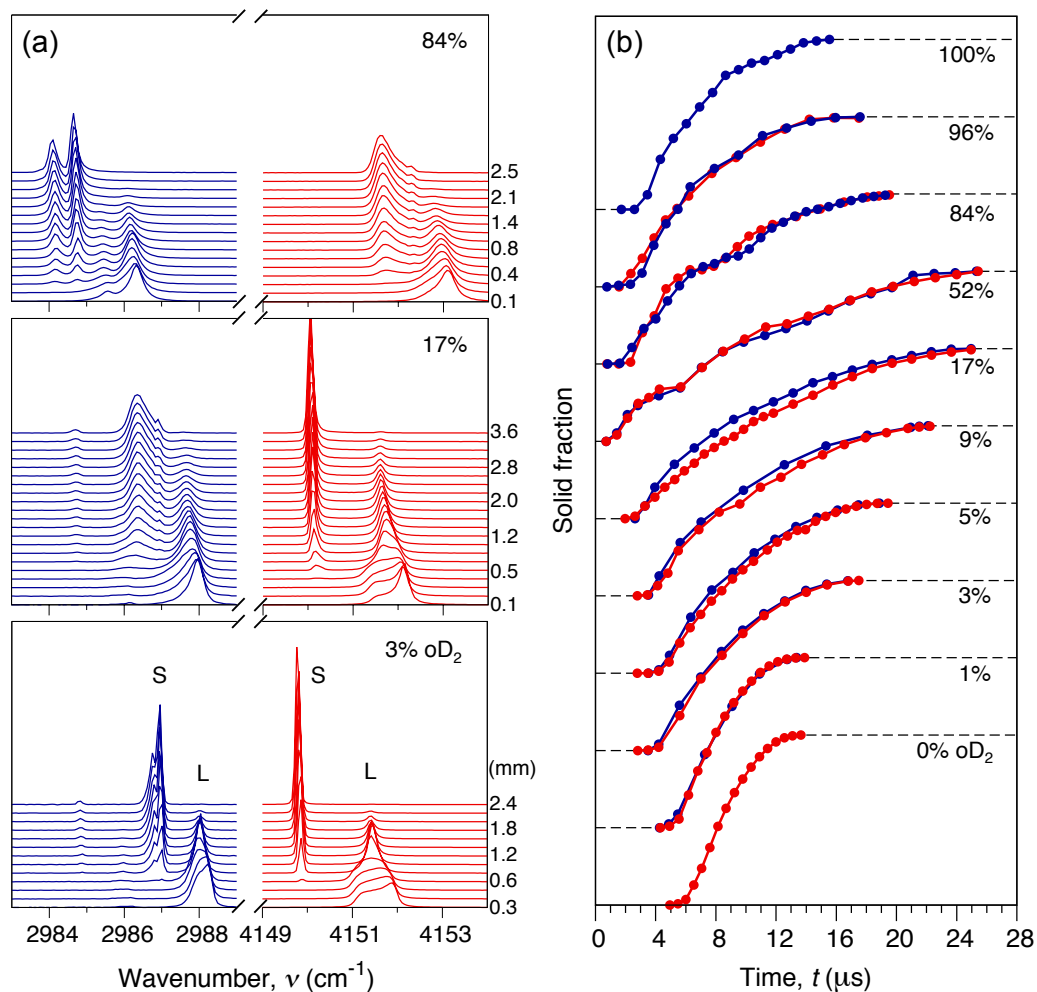 (a)
84%
2.5
2.1
1.4
0.8
0.4
0.1
17%
3.6
2.8
2.0
1.2
0.5
0.1
3% oD₂
S
S
L
L
(mm)
2.4
1.8
1.2
0.6
0.3
2984 2986 2988 4149 4151 4153
Wavenumber, ν (cm⁻¹)
(b)
100%
96%
84%
52%
17%
9%
5%
3%
1%
0% oD₂
Solid fraction
0 4 8 12 16 20 24 28
Time, t (μs)